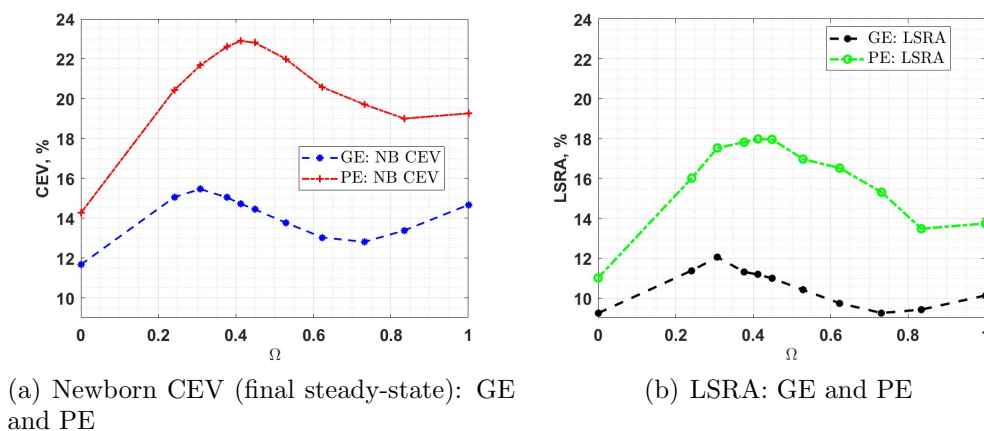 24
22
20
18
16
14
12
10
CEV, %
GE: NB CEV
PE: NB CEV
0
0.2
0.4
0.6
0.8
1
Ω
(a) Newborn CEV (final steady-state): GE
and PE
24
22
20
18
16
14
12
10
LSRA, %
GE: LSRA
PE: LSRA
0
0.2
0.4
0.6
0.8
1
Ω
(b) LSRA: GE and PE